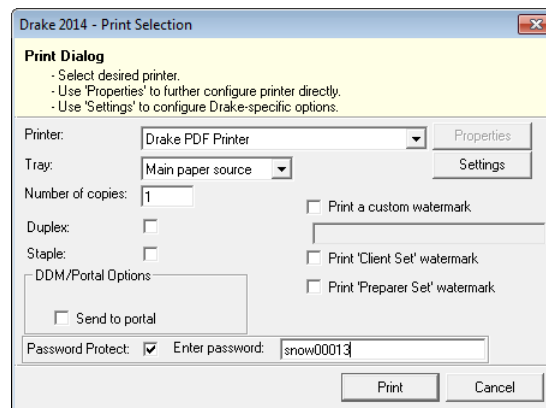 Drake 2014 - Print Selection
Print Dialog
- Select desired printer.
- Use 'Properties' to further configure printer directly.
- Use 'Settings' to configure Drake-specific options.
Printer: Drake PDF Printer Properties
Tray: Main paper source Settings
Number of copies: 1
Print a custom watermark
Duplex:
Staple: Print 'Client Set' watermark
DDM/Portal Options
Print 'Preparer Set' watermark
Send to portal
Password Protect: Enter password: snow00013
Print Cancel